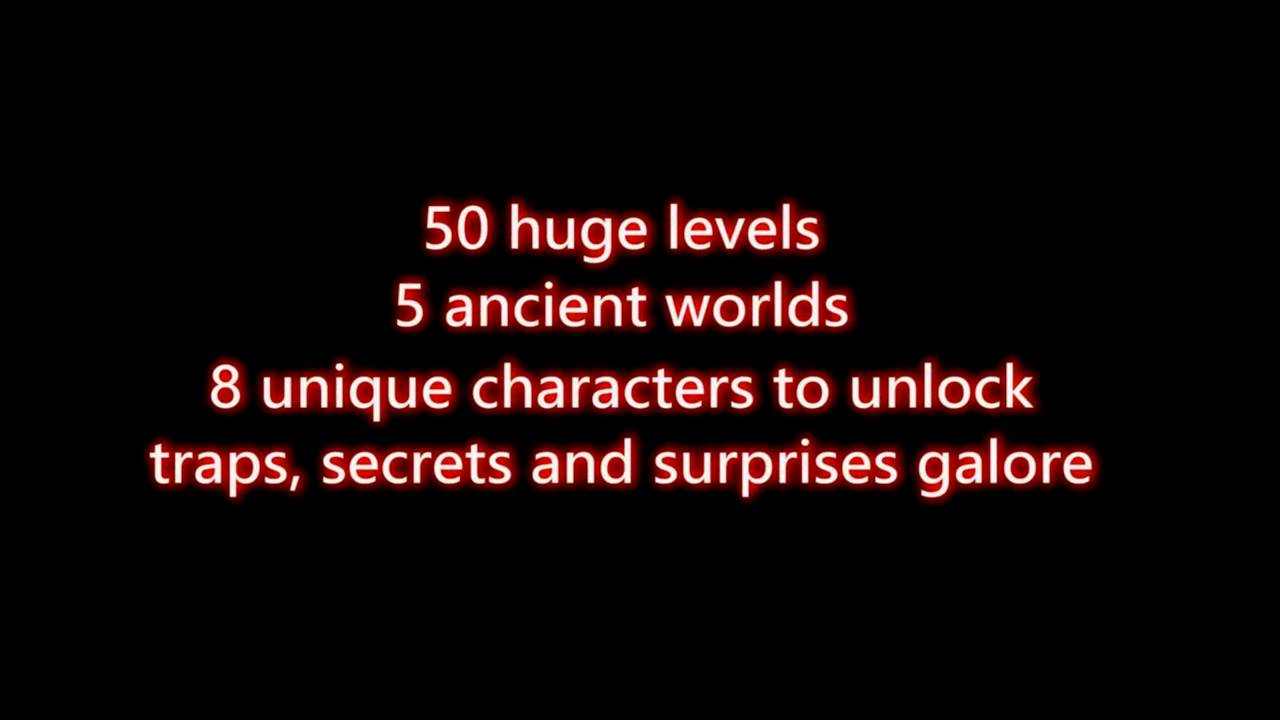 50 huge levels
5 ancient worlds
8 unique characters to unlock
traps, secrets and surprises galore